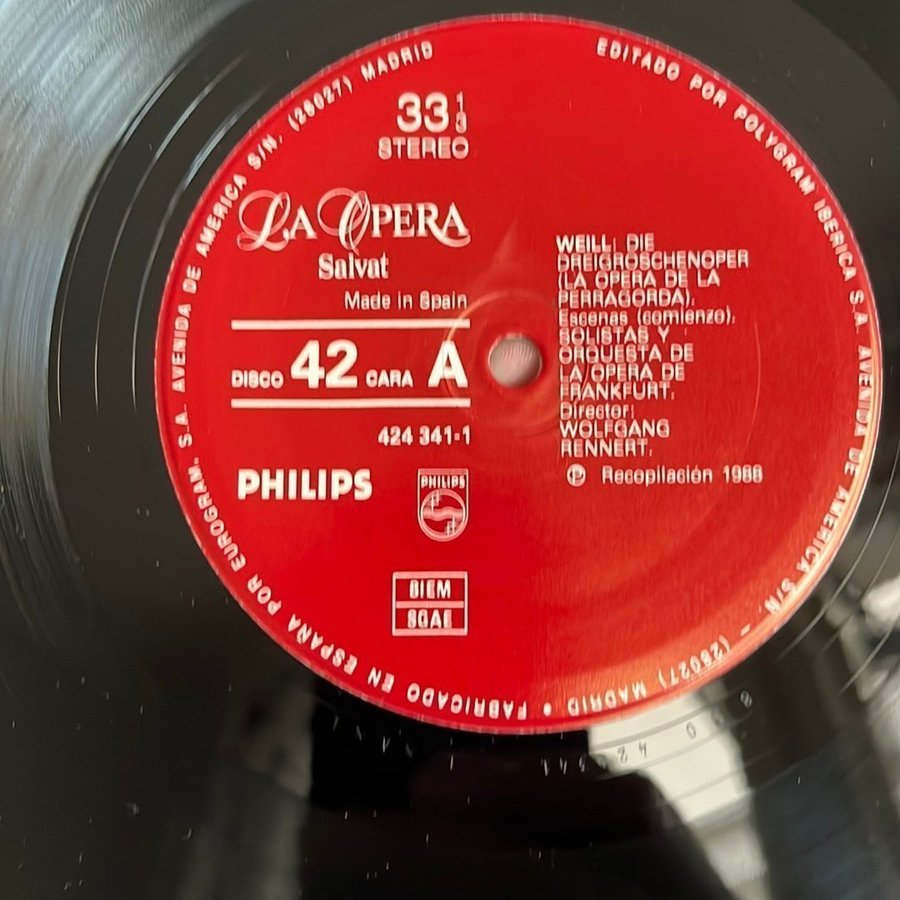 33 1/3
STEREO
LA OPERA
Salvat
Made in Spain
DISCO 42 CARA A
424 341-1
PHILIPS
PHILIPS
BIEM
SGAE
WEILL: DIE
DREIGROSCHENOPER
(LA OPERA DE LA
PERRAGORDA).
Escenas (comienzo).
SOLISTAS Y
ORQUESTA DE
LA OPERA DE
FRANKFURT.
Director:
WOLFGANG
RENNERT.
℗ Recopilación 1988
EDITADO POR POLYGRAM IBERICA S.A. AVENIDA DE AMERICA S/N. - (28027) MADRID • FABRICADO EN ESPAÑA POR EUROGRAM, S.A. AVENIDA DE AMERICA S/N. (28027) MADRID